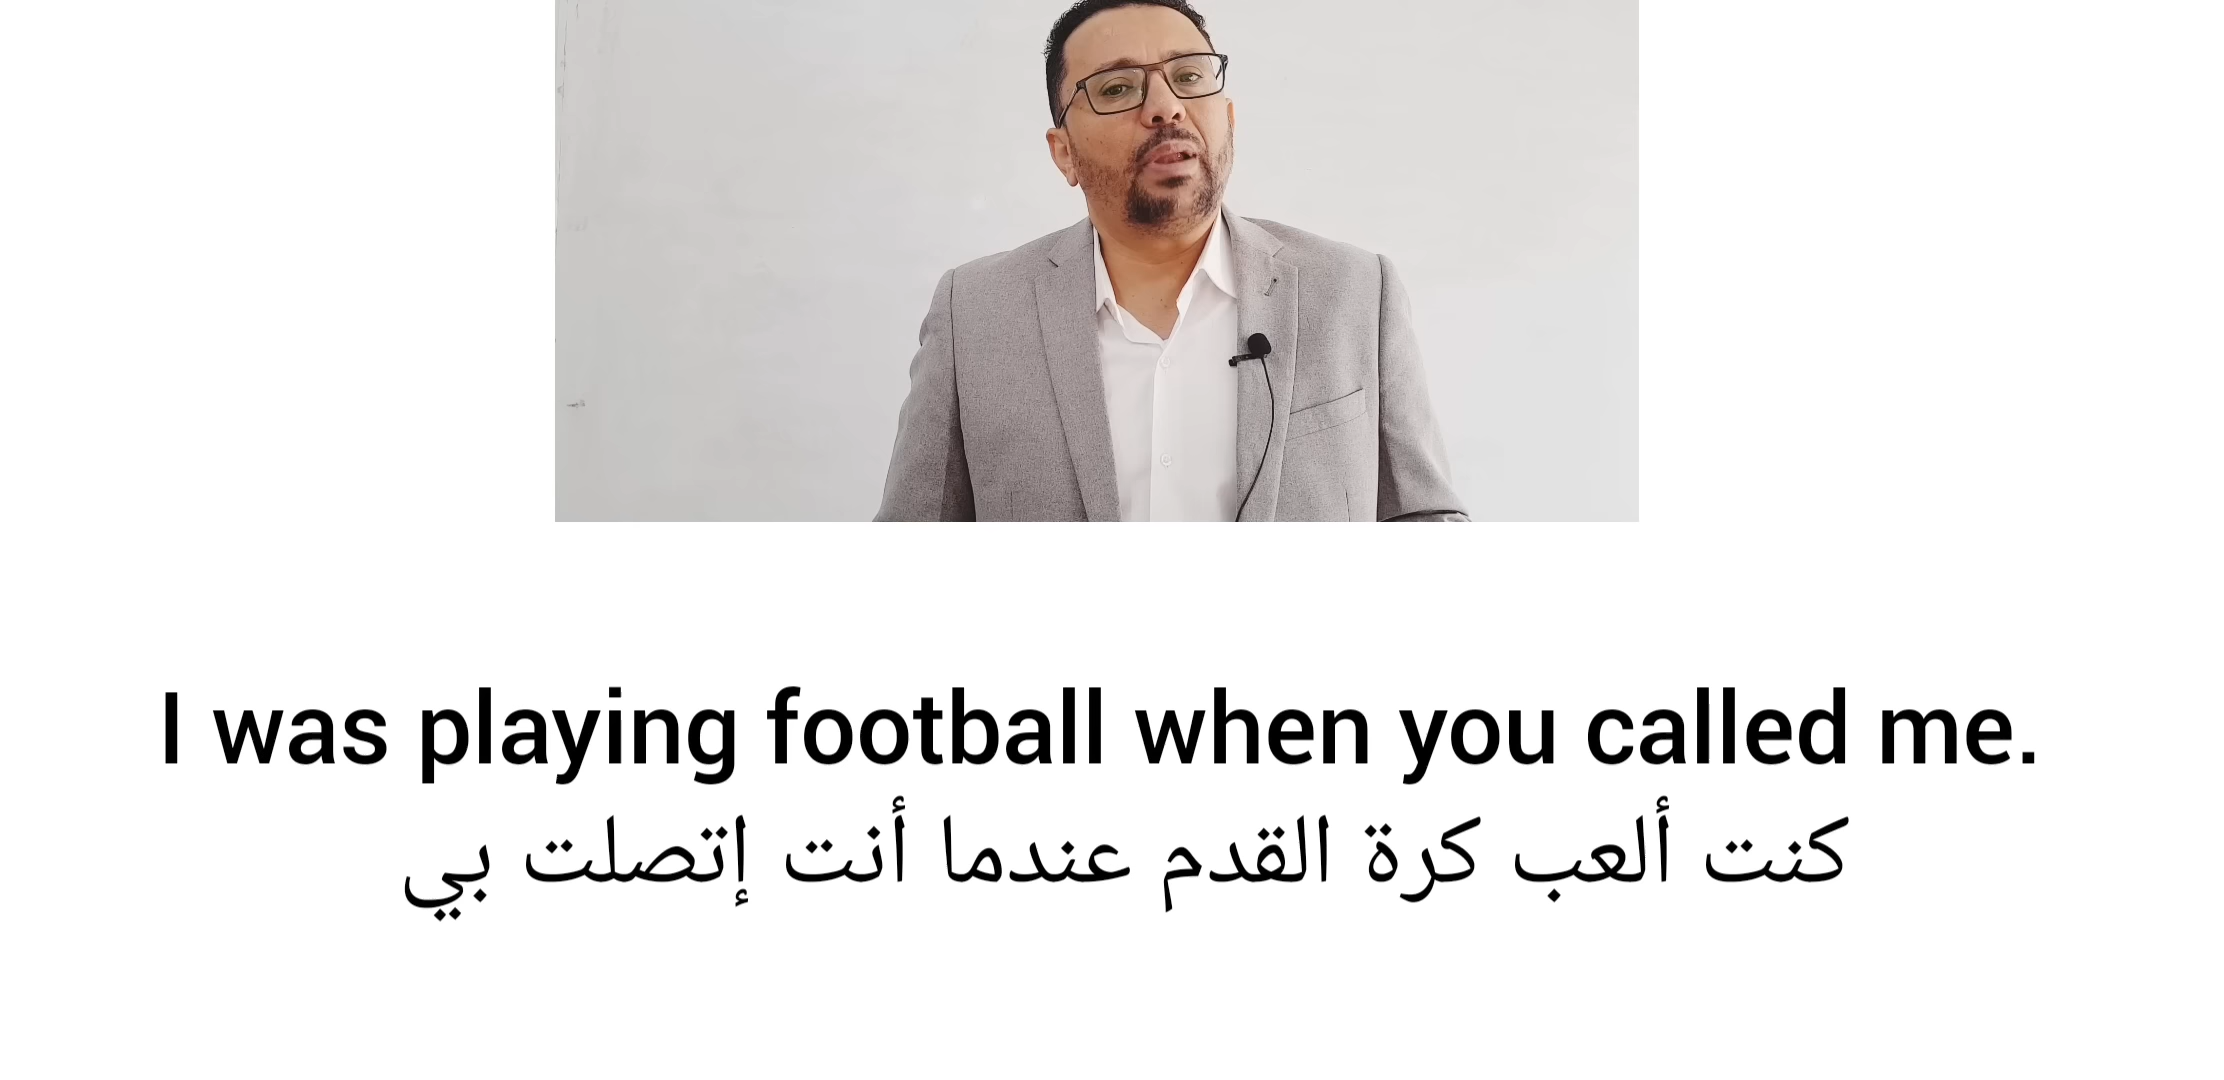 I was playing football when you called me.
كنت ألعب كرة القدم عندما أنت إتصلت بي